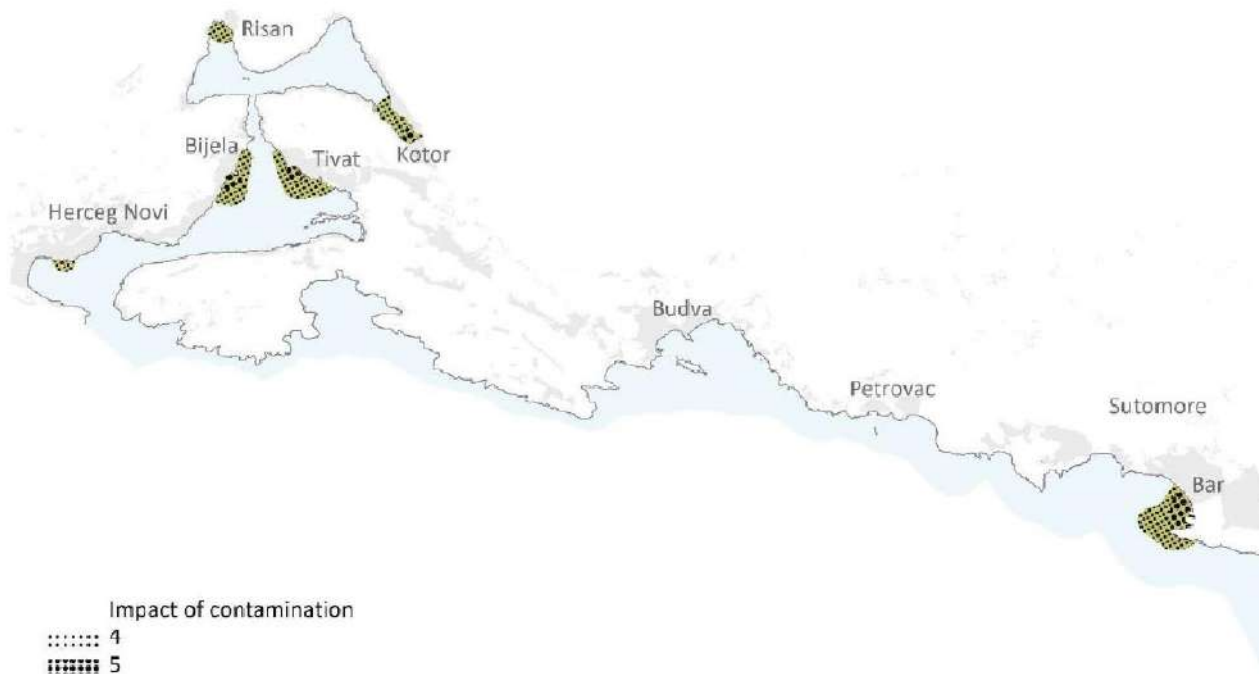 Risan
Bijela
Tivat
Kotor
Herceg Novi
Budva
Petrovac
Sutomore
Bar
Impact of contamination
4
5